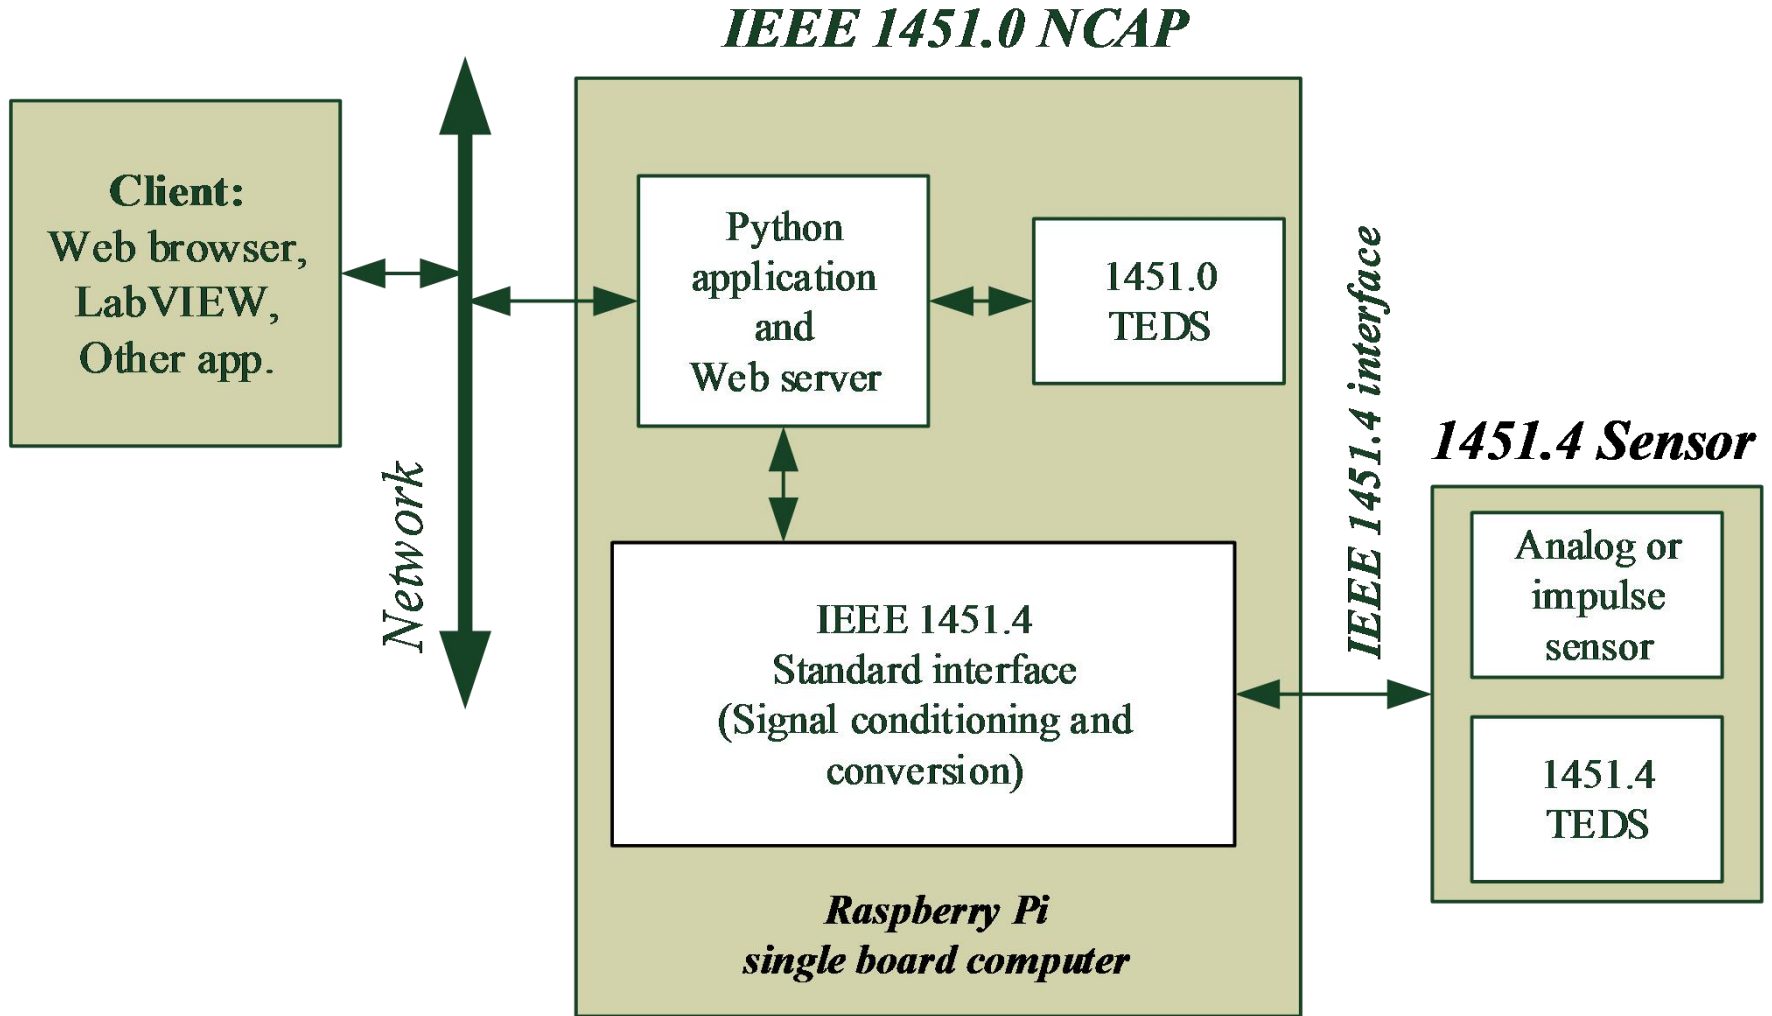 IEEE 1451.0 NCAP
Client:
Web browser,
LabVIEW,
Other app.
Network
Python
application
and
Web server
1451.0
TEDS
IEEE 1451.4
Standard interface
(Signal conditioning and
conversion)
Raspberry Pi
single board computer
IEEE 1451.4 interface
1451.4 Sensor
Analog or
impulse
sensor
1451.4
TEDS